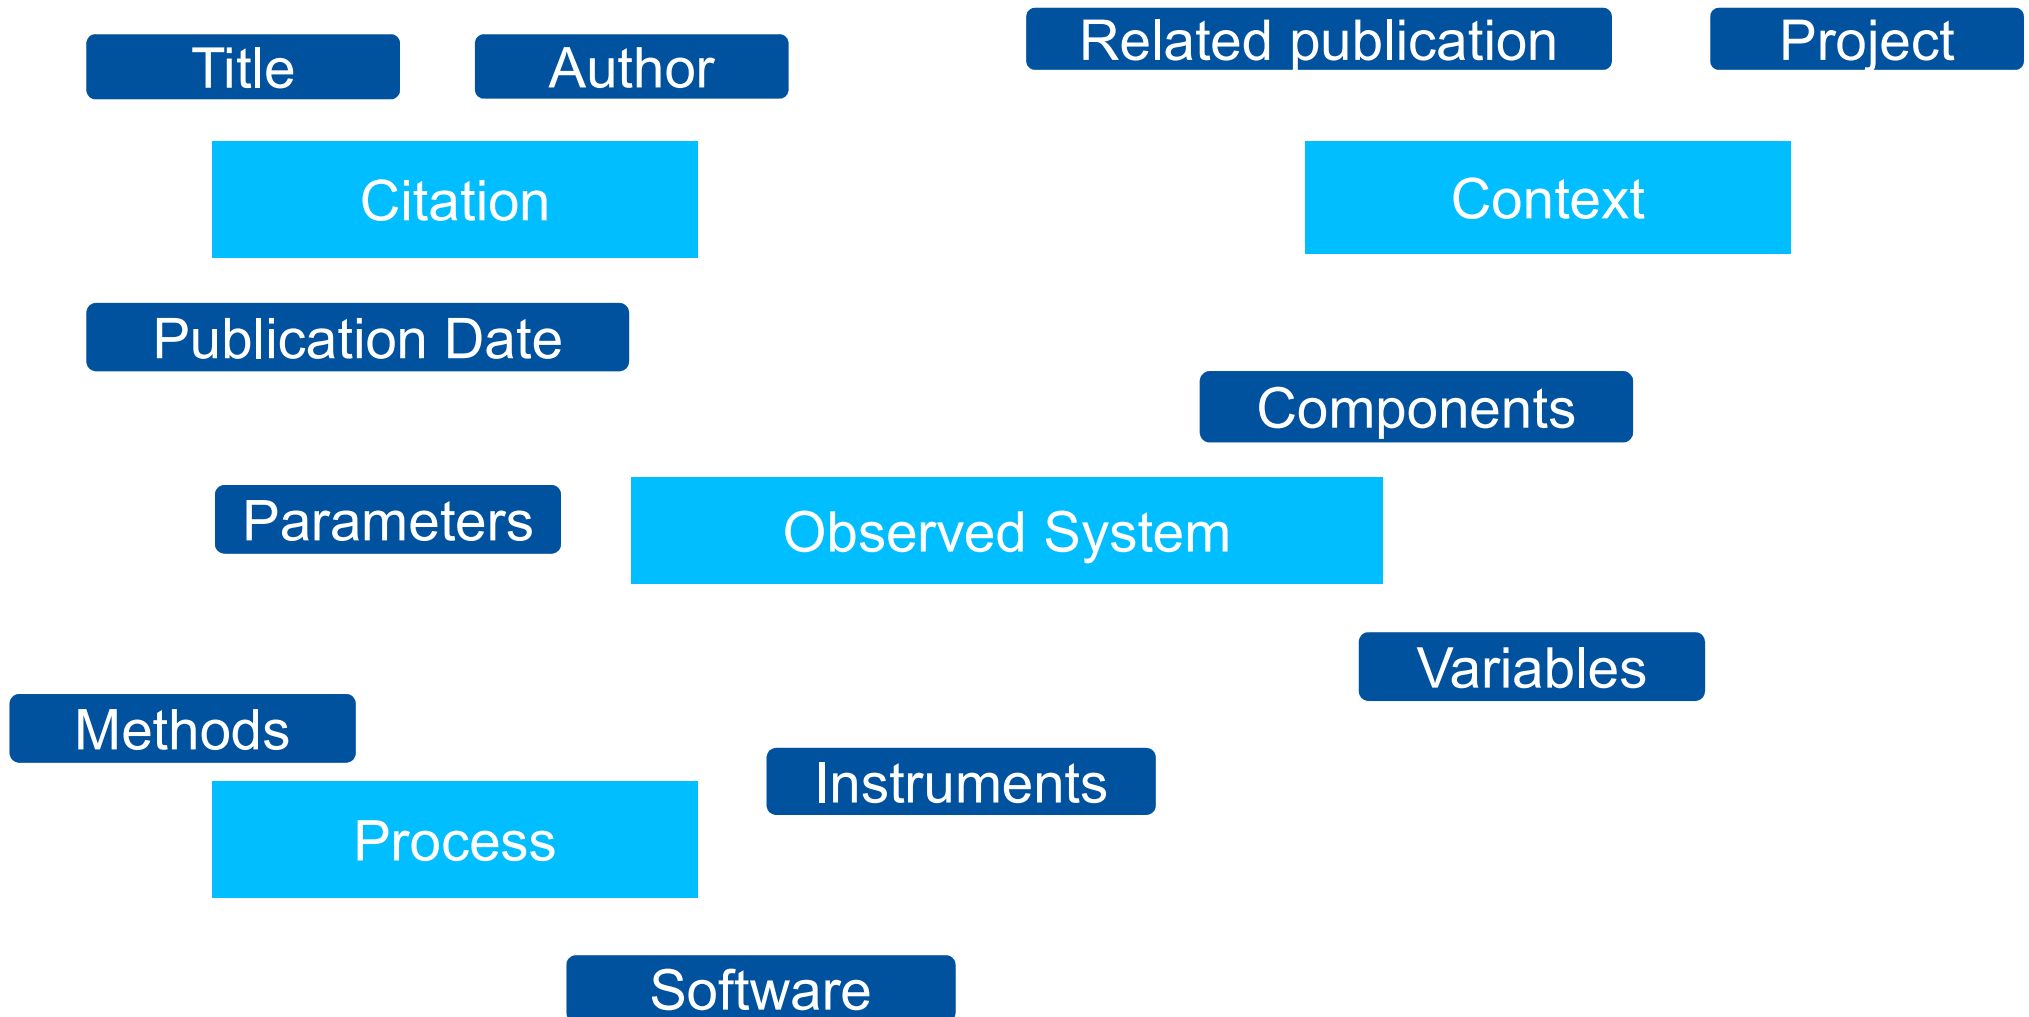 Title
Author
Related publication
Project
Citation
Context
Publication Date
Components
Parameters
Observed System
Variables
Methods
Instruments
Process
Software